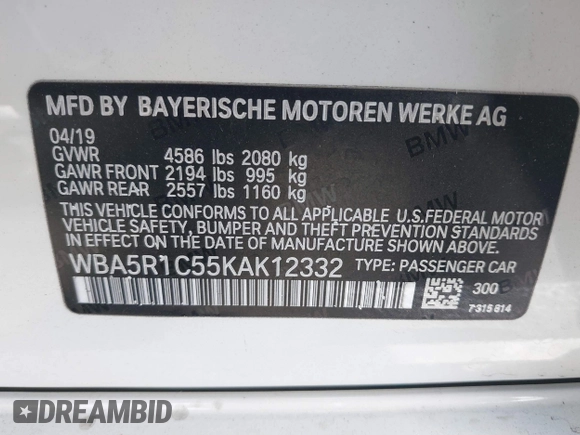 MFD BY BAYERISCHE MOTOREN WERKE AG
04/19
GVWR 4586 lbs 2080 kg
GAWR FRONT 2194 lbs 995 kg
GAWR REAR 2557 lbs 1160 kg
THIS VEHICLE CONFORMS TO ALL APPLICABLE U.S.FEDERAL MOTOR
VEHICLE SAFETY, BUMPER AND THEFT PREVENTION STANDARDS
IN EFFECT ON THE DATE OF MANUFACTURE SHOWN ABOVE.
WBA5R1C55KAK12332 TYPE: PASSENGER CAR
300
7315814
DREAMBID